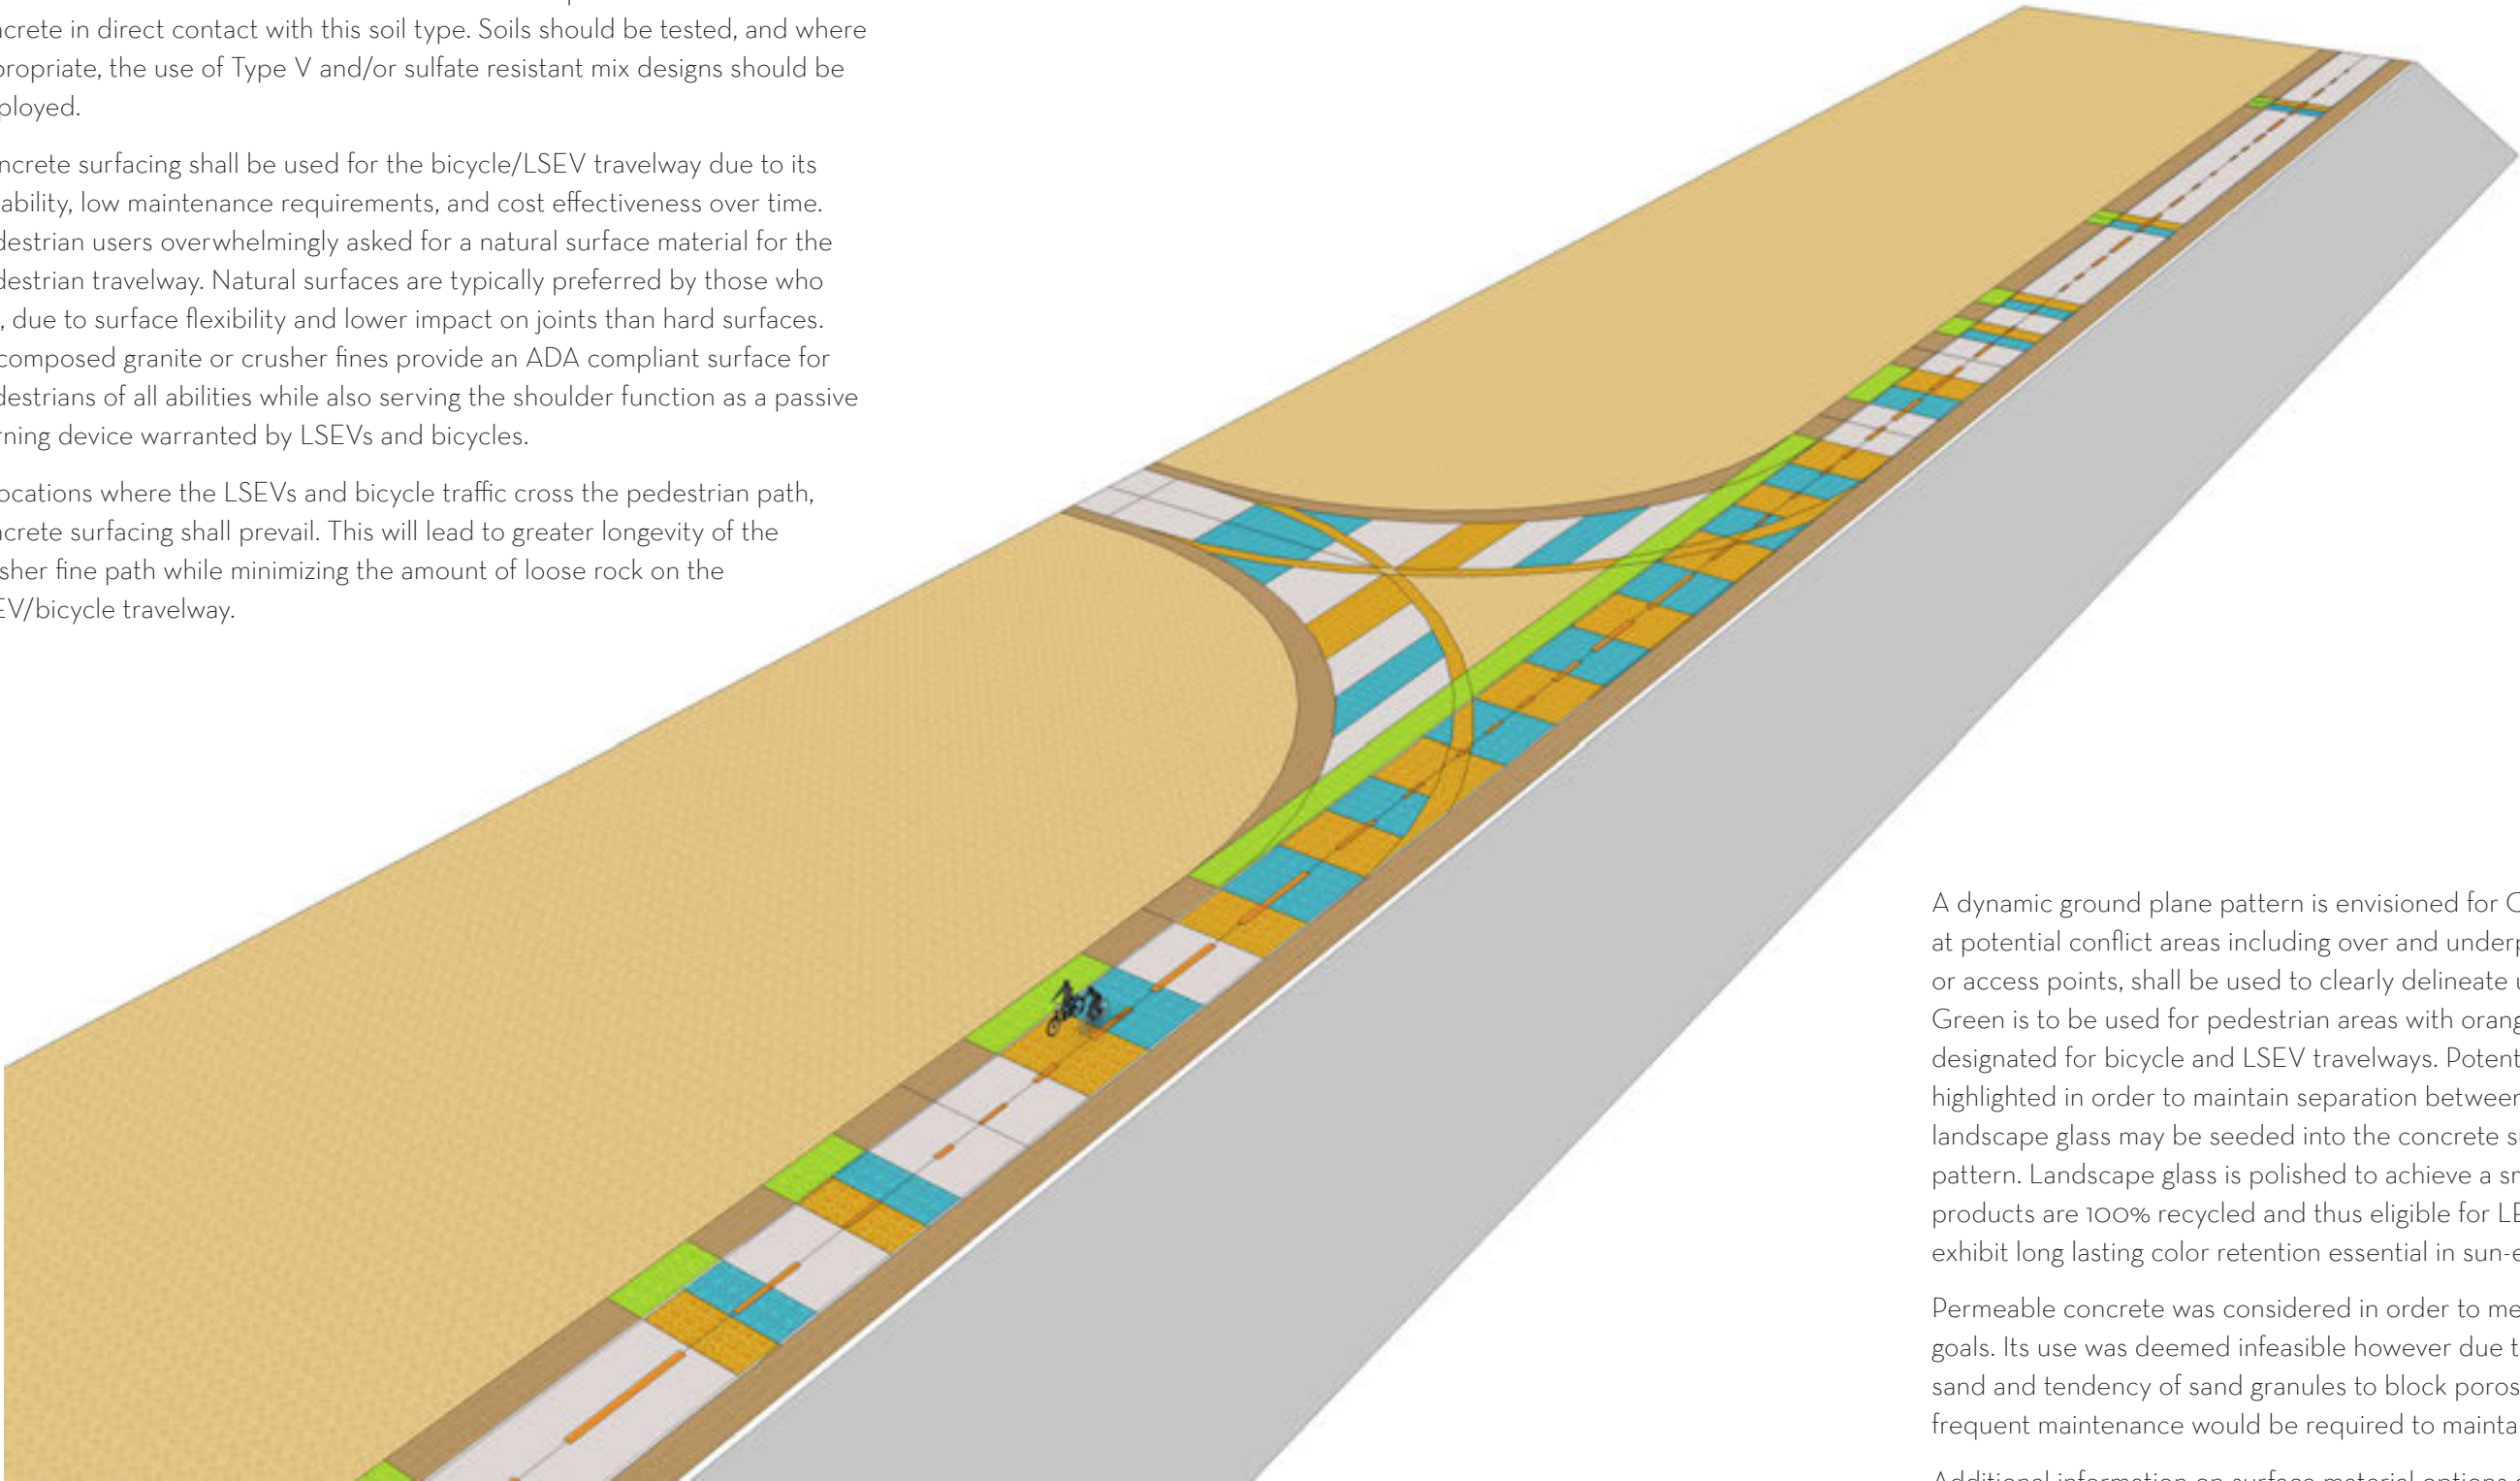 crete in direct contact with this soil type. Soils should be tested, and where
propriate, the use of Type V and/or sulfate resistant mix designs should be
ployed.
ncrete surfacing shall be used for the bicycle/LSEV travelway due to its
ability, low maintenance requirements, and cost effectiveness over time.
destrian users overwhelmingly asked for a natural surface material for the
destrian travelway. Natural surfaces are typically preferred by those who
, due to surface flexibility and lower impact on joints than hard surfaces.
composed granite or crusher fines provide an ADA compliant surface for
destrians of all abilities while also serving the shoulder function as a passive
rning device warranted by LSEVs and bicycles.
ocations where the LSEVs and bicycle traffic cross the pedestrian path,
crete surfacing shall prevail. This will lead to greater longevity of the
sher fine path while minimizing the amount of loose rock on the
EV/bicycle travelway.
A dynamic ground plane pattern is envisioned for
at potential conflict areas including over and underp
or access points, shall be used to clearly delineate u
Green is to be used for pedestrian areas with orang
designated for bicycle and LSEV travelways. Potent
highlighted in order to maintain separation between
landscape glass may be seeded into the concrete s
pattern. Landscape glass is polished to achieve a sm
products are 100% recycled and thus eligible for LE
exhibit long lasting color retention essential in sun-e
Permeable concrete was considered in order to me
goals. Its use was deemed infeasible however due t
sand and tendency of sand granules to block poros
frequent maintenance would be required to mainta
Additional information on surface material options